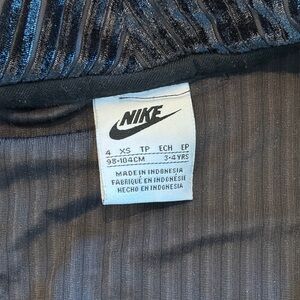 NIKE
4 XS TP ECH EP
98-104CM 3-4YRS
MADE IN INDONESIA
FABRIQUÉ EN INDONÉSIE
HECHO EN INDONESIA